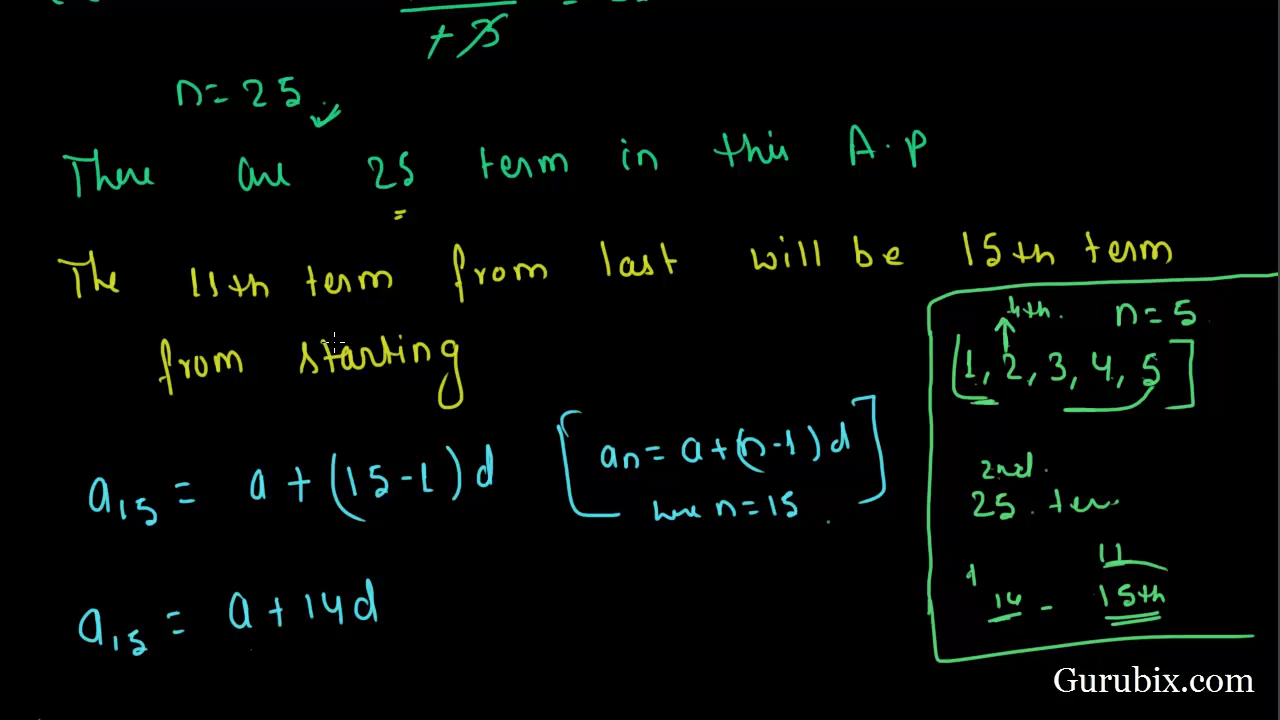 n=25
There are 25 term in this A.P
The 11th term from last will be 15th term
from starting
4th. n=5
[1, 2, 3, 4, 5]
a15 = a+(15-1)d
[an = a+(n-1)d
here n=15]
2nd.
25. ter
11
14 - 15th
a15 = a+14d
Gurubix.com